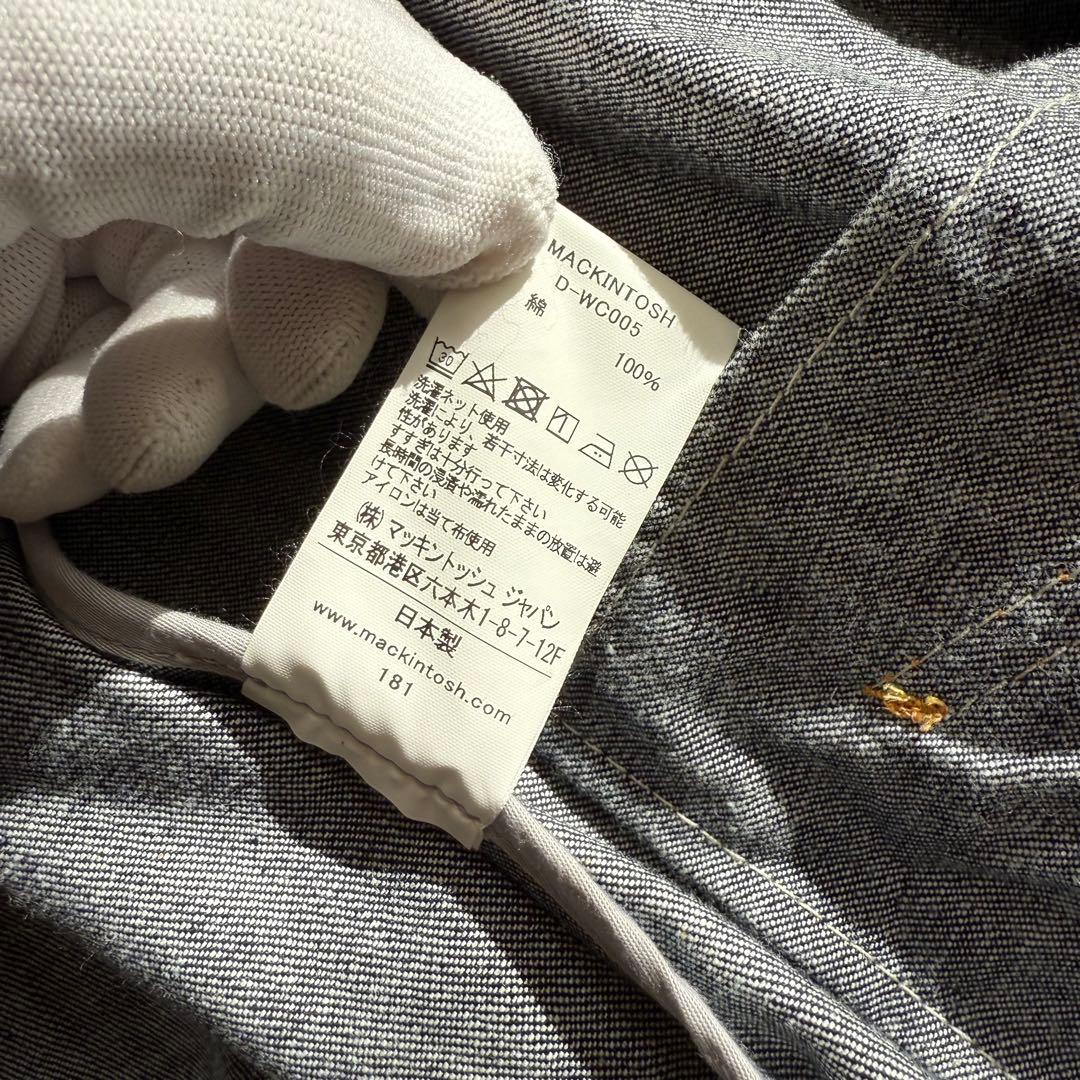 MACKINTOSH
D-WC005
綿 100%
30
洗濯ネット使用
洗濯により、若干寸法は変化する可能
性があります
すすぎは十分行って下さい
長時間の浸漬や濡れたままの放置は避
けて下さい
アイロンは当て布使用
(株) マッキントッシュ ジャパン
東京都港区六本木1-8-7-12F
日本製
www.mackintosh.com
181